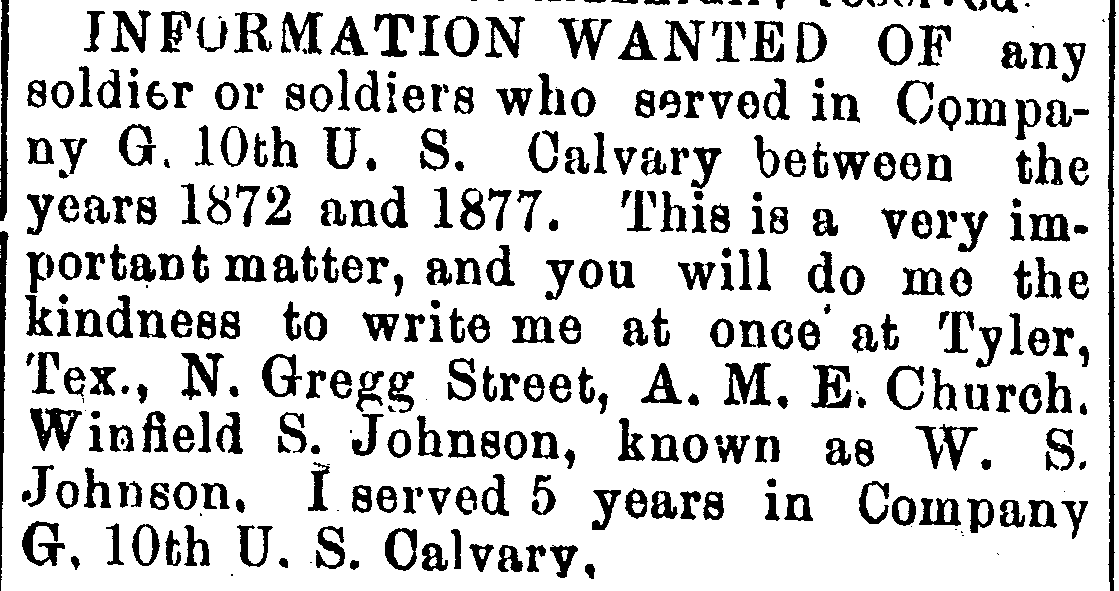 INFORMATION WANTED OF any
soldier or soldiers who served in Compa-
ny G. 10th U. S. Calvary between the
years 1872 and 1877. This is a very im-
portant matter, and you will do me the
kindness to write me at once at Tyler,
Tex., N. Gregg Street, A. M. E. Church.
Winfield S. Johnson, known as W. S.
Johnson. I served 5 years in Company
G. 10th U. S. Calvary.